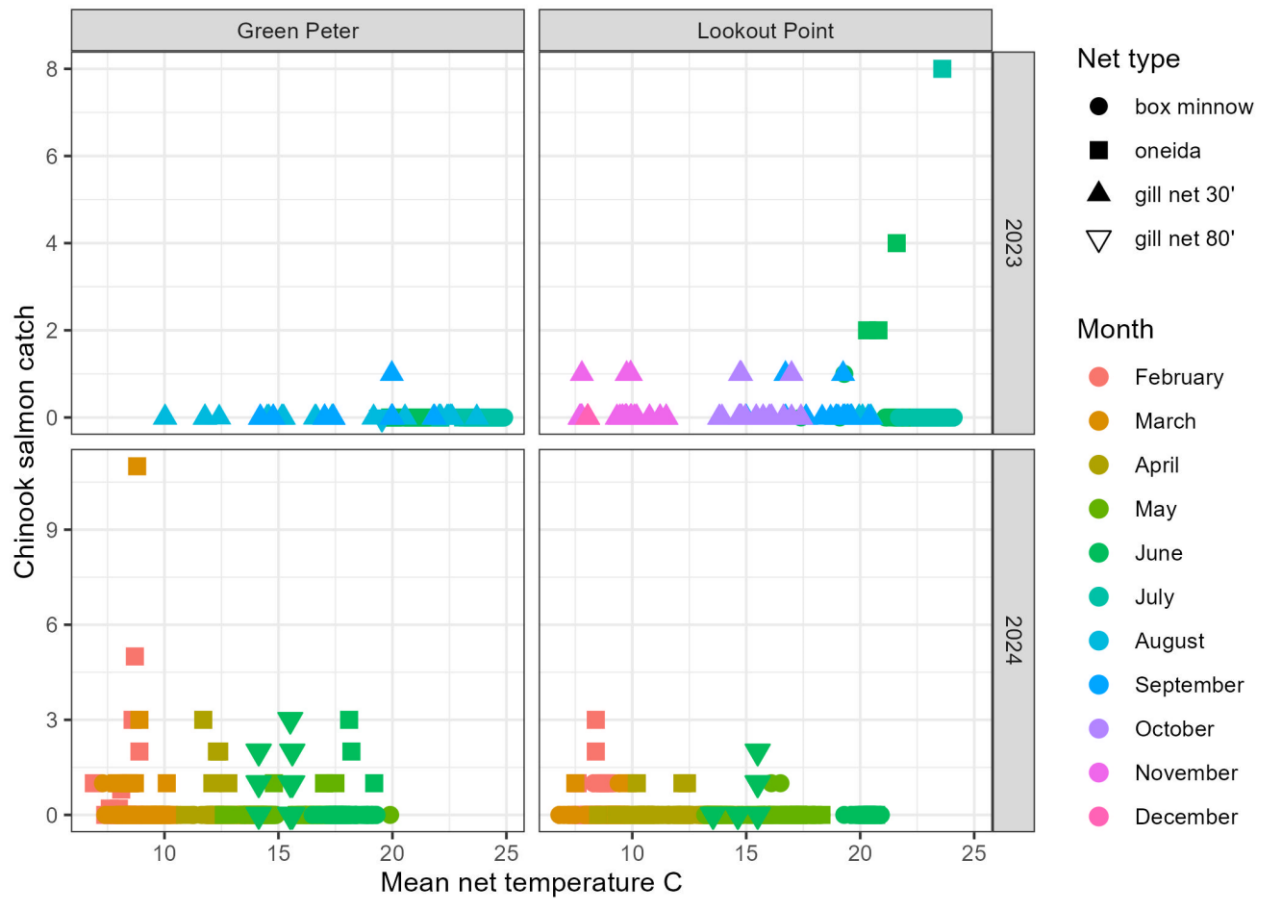 Green Peter
Lookout Point
8
6
4
2
0
2023
9
6
3
0
2024
10
15
20
25
10
15
20
25
Mean net temperature C
Chinook salmon catch
Net type
box minnow
oneida
gill net 30'
gill net 80'
Month
February
March
April
May
June
July
August
September
October
November
December